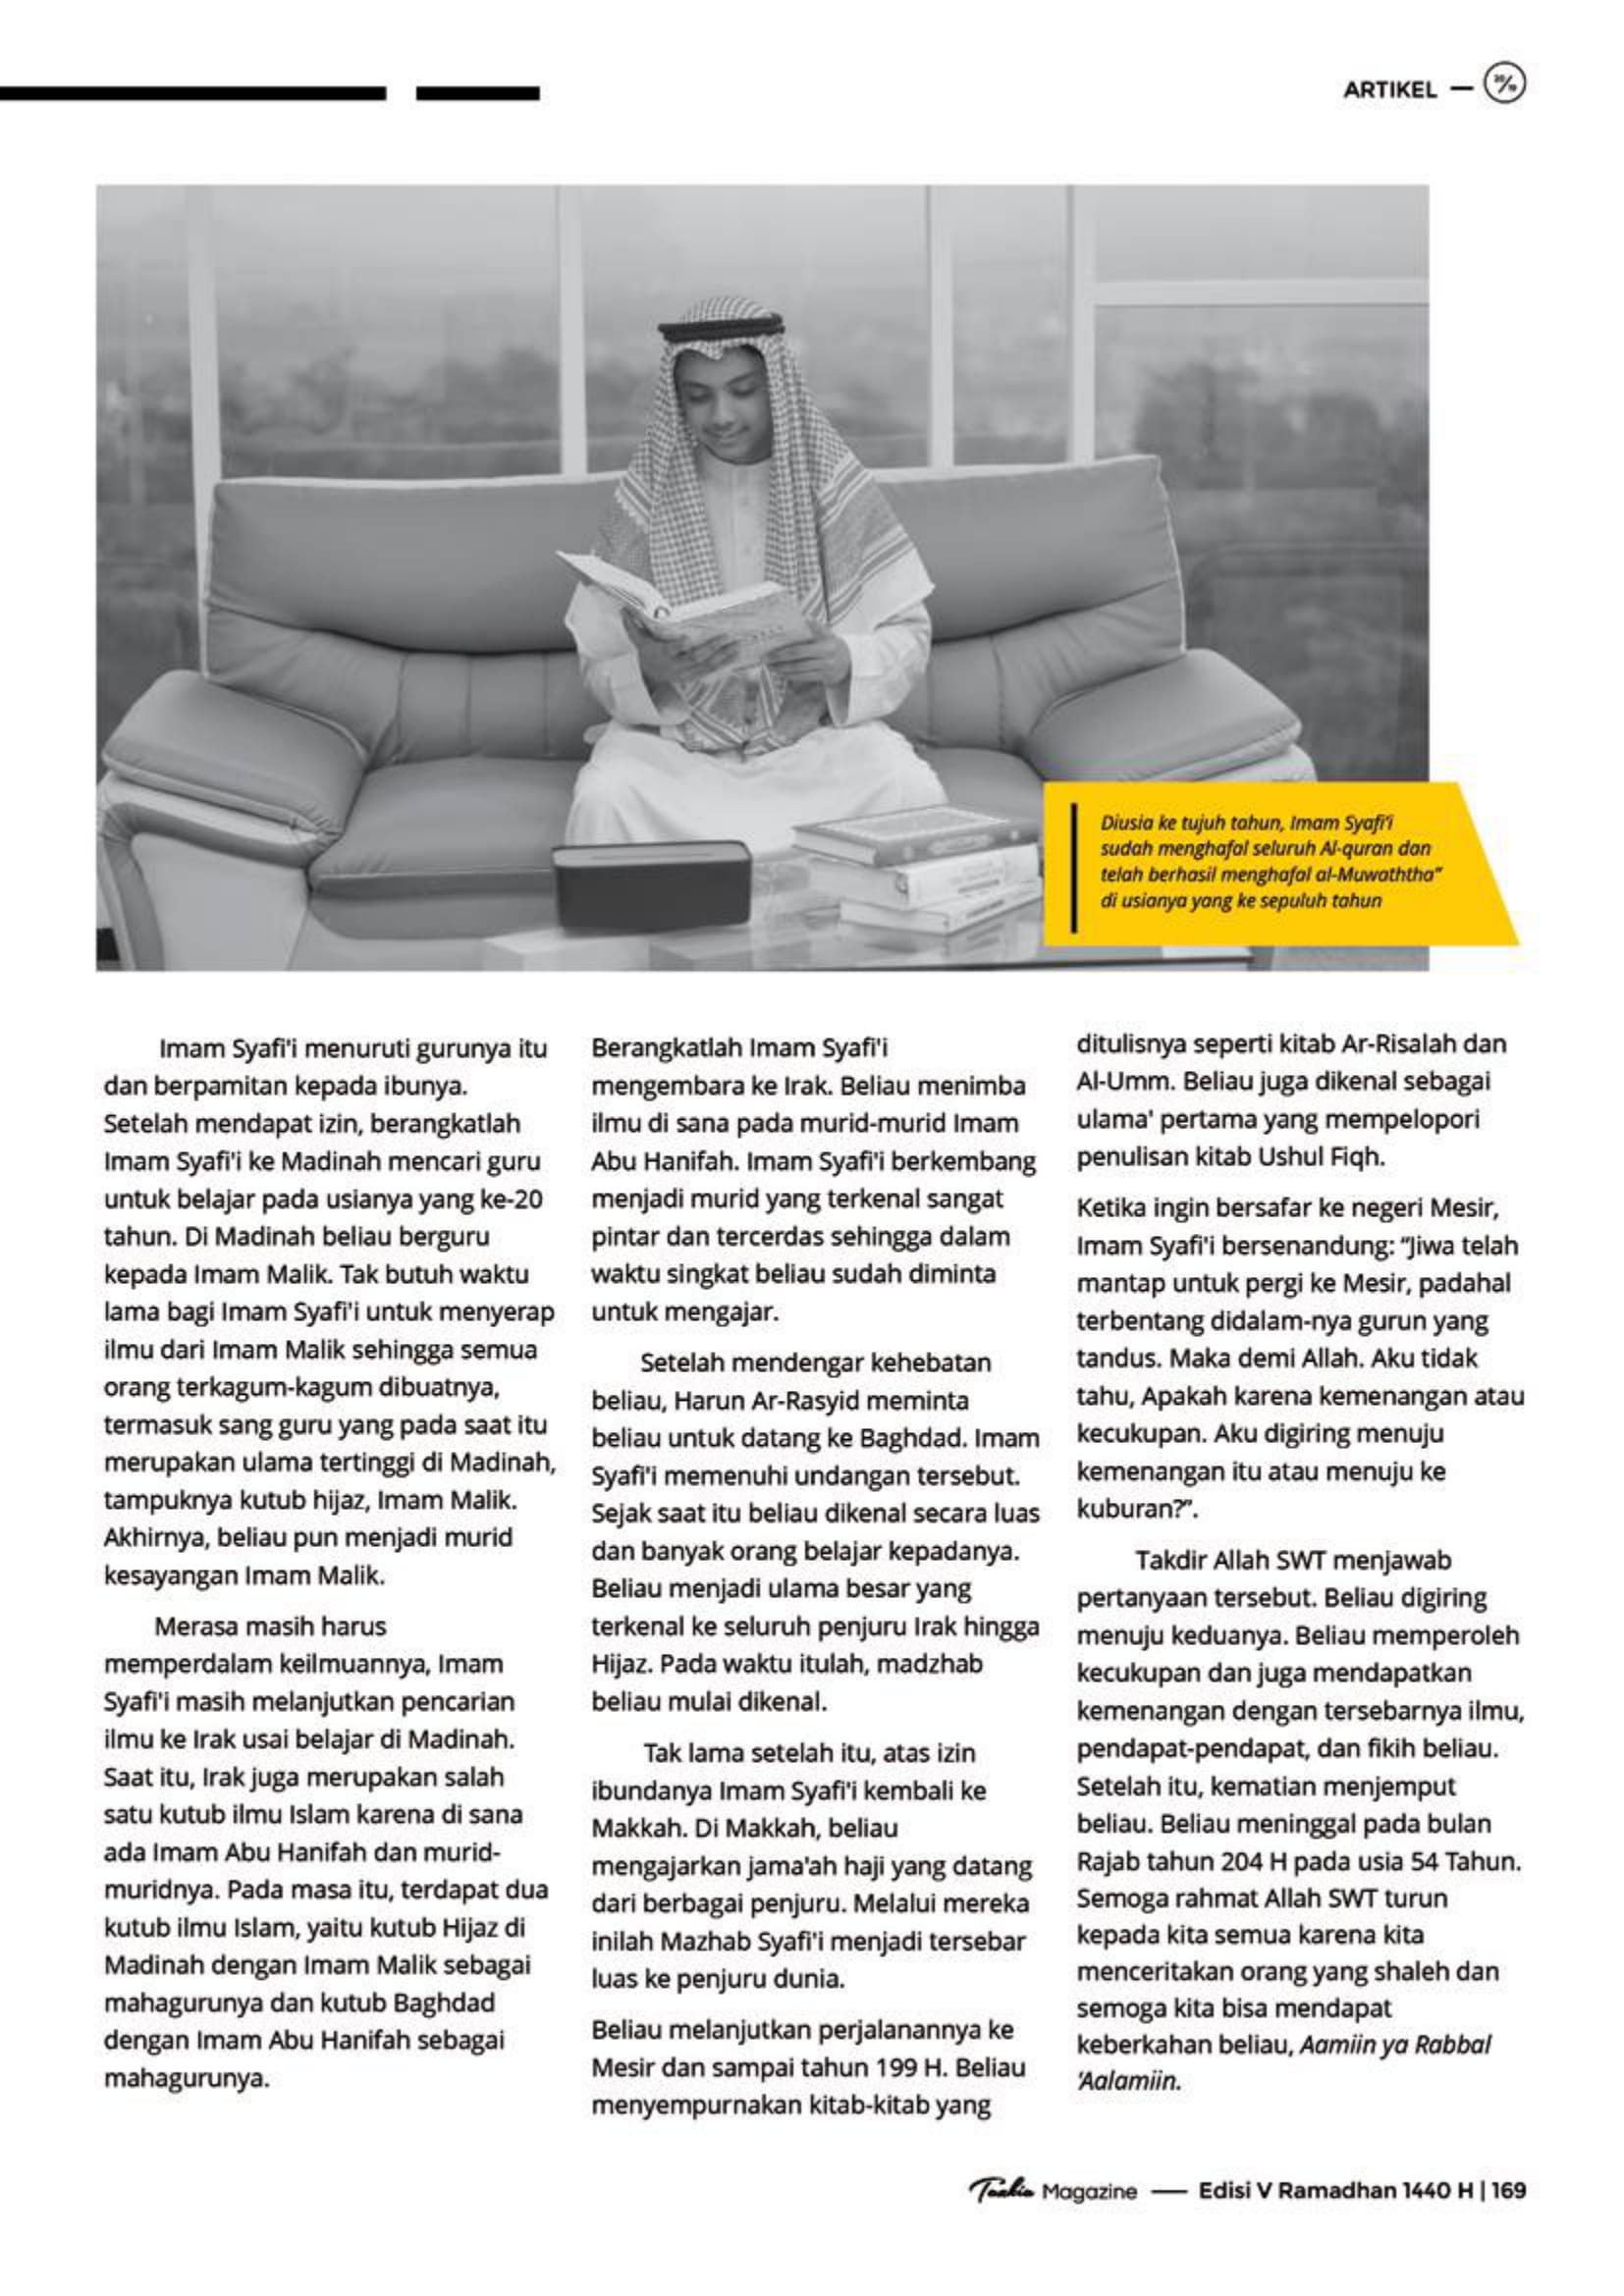 ARTIKEL —
Diusia ke tujuh tahun, Imam Syafi'i
sudah menghafal seluruh Al-quran dan
telah berhasil menghafal al-Muwaththa"
di usianya yang ke sepuluh tahun
Imam Syafi'i menuruti gurunya itu
dan berpamitan kepada ibunya.
Setelah mendapat izin, berangkatlah
Imam Syafi'i ke Madinah mencari guru
untuk belajar pada usianya yang ke-20
tahun. Di Madinah beliau berguru
kepada Imam Malik. Tak butuh waktu
lama bagi Imam Syafi'i untuk menyerap
ilmu dari Imam Malik sehingga semua
orang terkagum-kagum dibuatnya,
termasuk sang guru yang pada saat itu
merupakan ulama tertinggi di Madinah,
tampuknya kutub hijaz, Imam Malik.
Akhirnya, beliau pun menjadi murid
kesayangan Imam Malik.
Merasa masih harus
memperdalam keilmuannya, Imam
Syafi'i masih melanjutkan pencarian
ilmu ke Irak usai belajar di Madinah.
Saat itu, Irak juga merupakan salah
satu kutub ilmu Islam karena di sana
ada Imam Abu Hanifah dan murid-
muridnya. Pada masa itu, terdapat dua
kutub ilmu Islam, yaitu kutub Hijaz di
Madinah dengan Imam Malik sebagai
mahagurunya dan kutub Baghdad
dengan Imam Abu Hanifah sebagai
mahagurunya.
Berangkatlah Imam Syafi'i
mengembara ke Irak. Beliau menimba
ilmu di sana pada murid-murid Imam
Abu Hanifah. Imam Syafi'i berkembang
menjadi murid yang terkenal sangat
pintar dan tercerdas sehingga dalam
waktu singkat beliau sudah diminta
untuk mengajar.
Setelah mendengar kehebatan
beliau, Harun Ar-Rasyid meminta
beliau untuk datang ke Baghdad. Imam
Syafi'i memenuhi undangan tersebut.
Sejak saat itu beliau dikenal secara luas
dan banyak orang belajar kepadanya.
Beliau menjadi ulama besar yang
terkenal ke seluruh penjuru Irak hingga
Hijaz. Pada waktu itulah, madzhab
beliau mulai dikenal.
Tak lama setelah itu, atas izin
ibundanya Imam Syafi'i kembali ke
Makkah. Di Makkah, beliau
mengajarkan jama'ah haji yang datang
dari berbagai penjuru. Melalui mereka
inilah Mazhab Syafi'i menjadi tersebar
luas ke penjuru dunia.
Beliau melanjutkan perjalanannya ke
Mesir dan sampai tahun 199 H. Beliau
menyempurnakan kitab-kitab yang
ditulisnya seperti kitab Ar-Risalah dan
Al-Umm. Beliau juga dikenal sebagai
ulama' pertama yang mempelopori
penulisan kitab Ushul Fiqh.
Ketika ingin bersafar ke negeri Mesir,
Imam Syafi'i bersenandung: "Jiwa telah
mantap untuk pergi ke Mesir, padahal
terbentang didalam-nya gurun yang
tandus. Maka demi Allah. Aku tidak
tahu, Apakah karena kemenangan atau
kecukupan. Aku digiring menuju
kemenangan itu atau menuju ke
kuburan?".
Takdir Allah SWT menjawab
pertanyaan tersebut. Beliau digiring
menuju keduanya. Beliau memperoleh
kecukupan dan juga mendapatkan
kemenangan dengan tersebarnya ilmu,
pendapat-pendapat, dan fikih beliau.
Setelah itu, kematian menjemput
beliau. Beliau meninggal pada bulan
Rajab tahun 204 H pada usia 54 Tahun.
Semoga rahmat Allah SWT turun
kepada kita semua karena kita
menceritakan orang yang shaleh dan
semoga kita bisa mendapat
keberkahan beliau, Aamiin ya Rabbal
'Aalamiin.
Tazkia Magazine — Edisi V Ramadhan 1440 H | 169